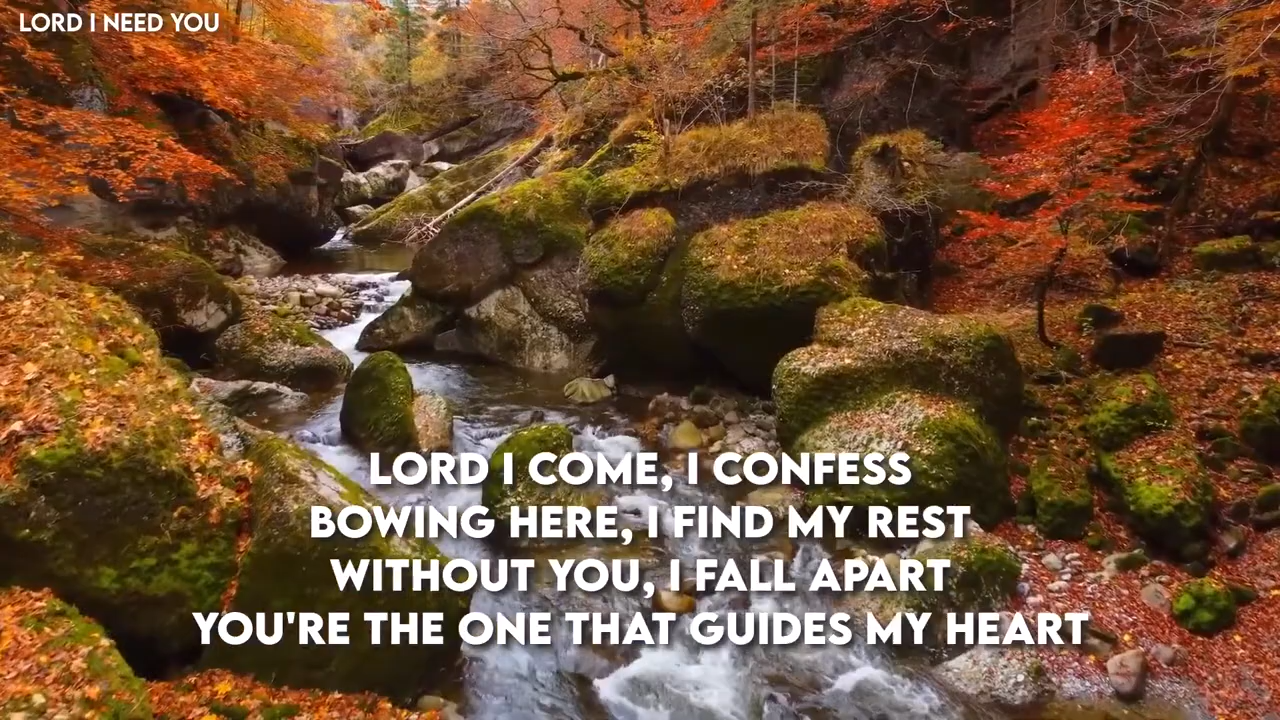 LORD I NEED YOU
LORD I COME, I CONFESS
BOWING HERE, I FIND MY REST
WITHOUT YOU, I FALL APART
YOU'RE THE ONE THAT GUIDES MY HEART